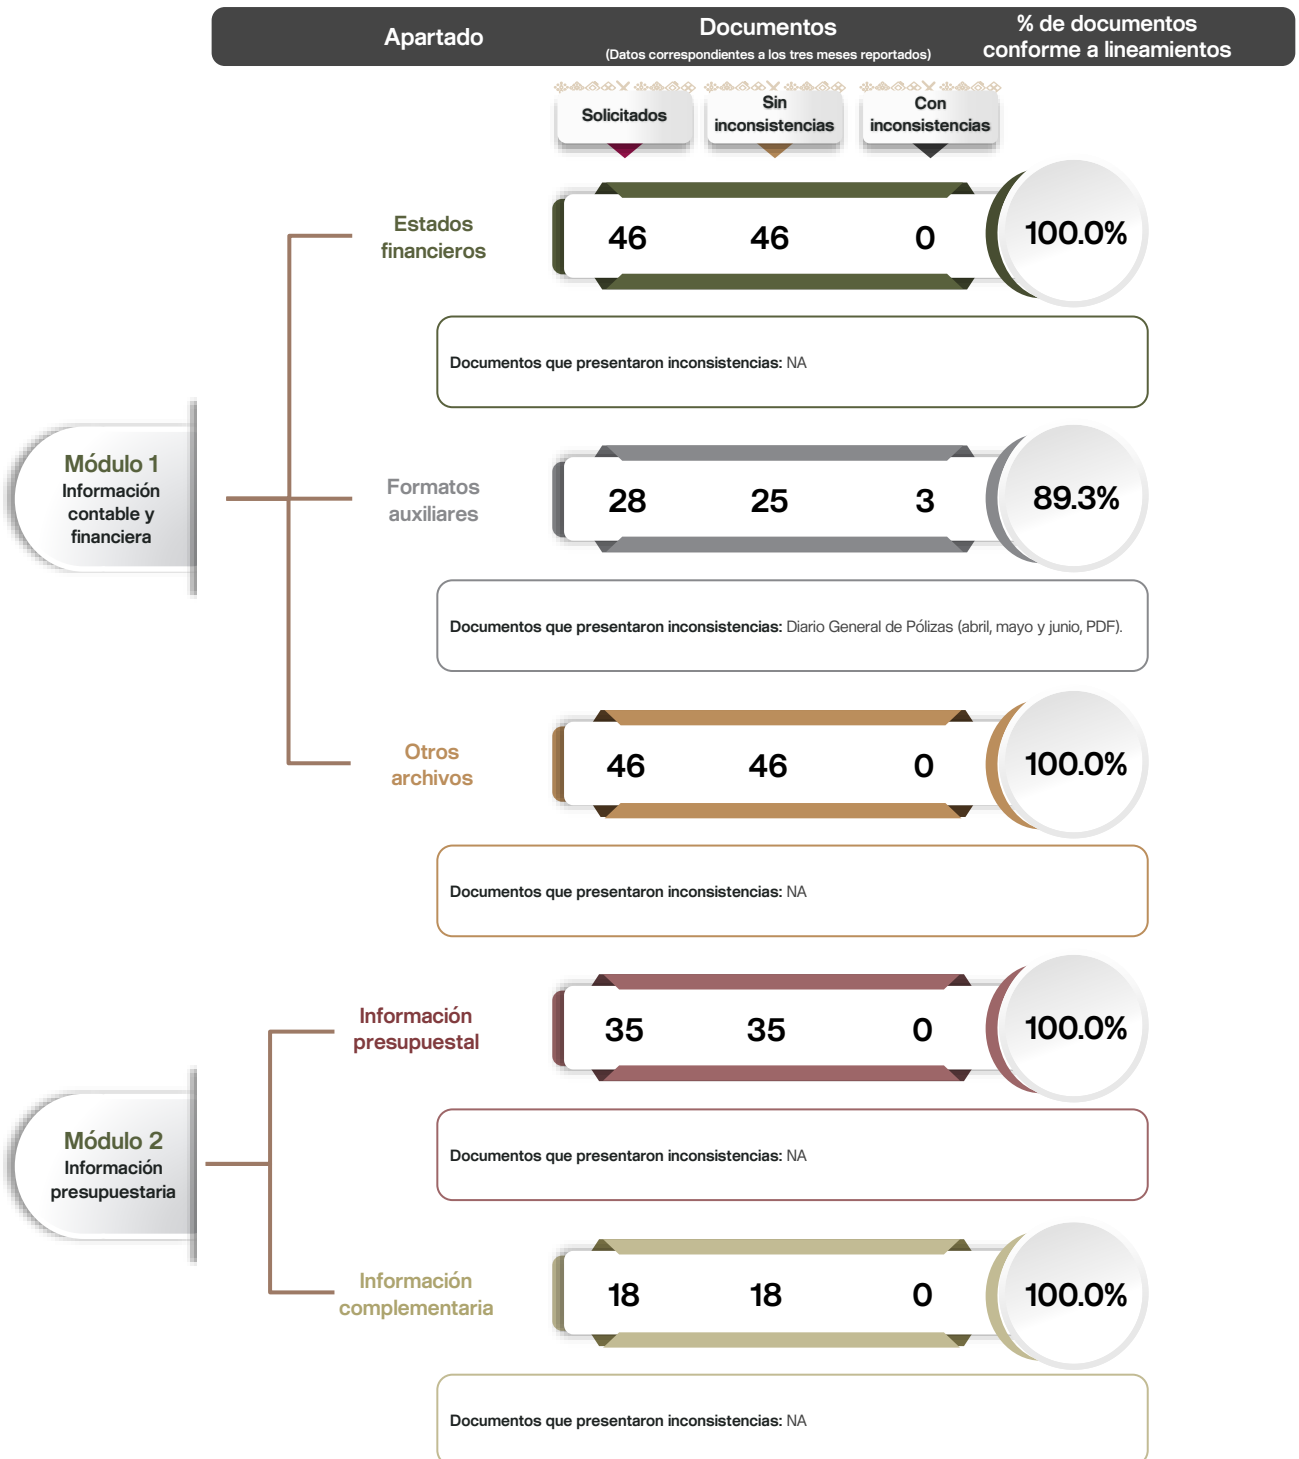 Apartado
Documentos
(Datos correspondientes a los tres meses reportados)
% de documentos
conforme a lineamientos
Solicitados
Sin
inconsistencias
Con
inconsistencias
Módulo 1
Información
contable y
financiera
Estados
financieros
46 46 0 100.0%
Documentos que presentaron inconsistencias: NA
Formatos
auxiliares
28 25 3 89.3%
Documentos que presentaron inconsistencias: Diario General de Pólizas (abril, mayo y junio, PDF).
Otros
archivos
46 46 0 100.0%
Documentos que presentaron inconsistencias: NA
Módulo 2
Información
presupuestaria
Información
presupuestal
35 35 0 100.0%
Documentos que presentaron inconsistencias: NA
Información
complementaria
18 18 0 100.0%
Documentos que presentaron inconsistencias: NA